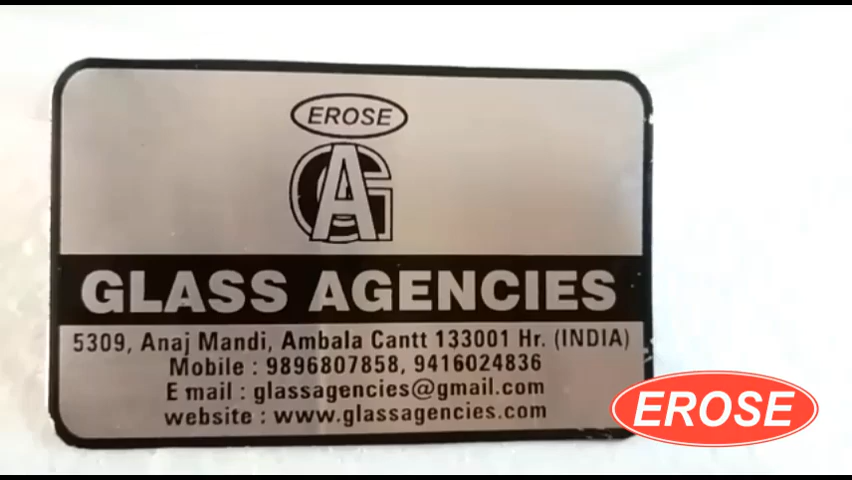 EROSE
GA
GLASS AGENCIES
5309, Anaj Mandi, Ambala Cantt 133001 Hr. (INDIA)
Mobile : 9896807858, 9416024836
E mail : glassagencies@gmail.com
website : www.glassagencies.com
EROSE